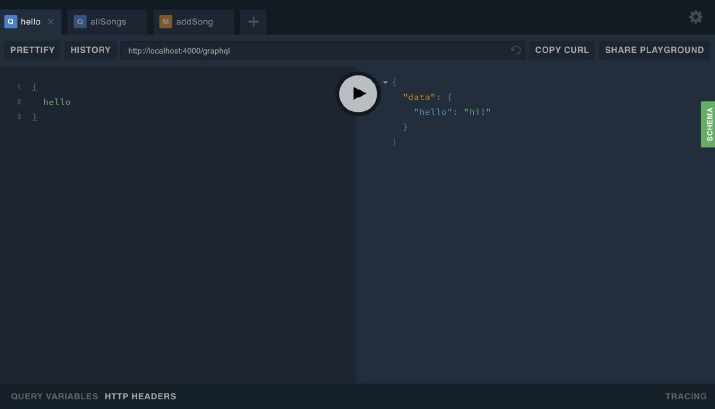 Q hello ×
Q allSongs
M addSong
+
PRETTIFY
HISTORY
http://localhost:4000/graphql
COPY CURL
SHARE PLAYGROUND
1 {
2 hello
3 }
{
"data": {
"hello": "hi!"
}
}
SCHEMA
QUERY VARIABLES
HTTP HEADERS
TRACING